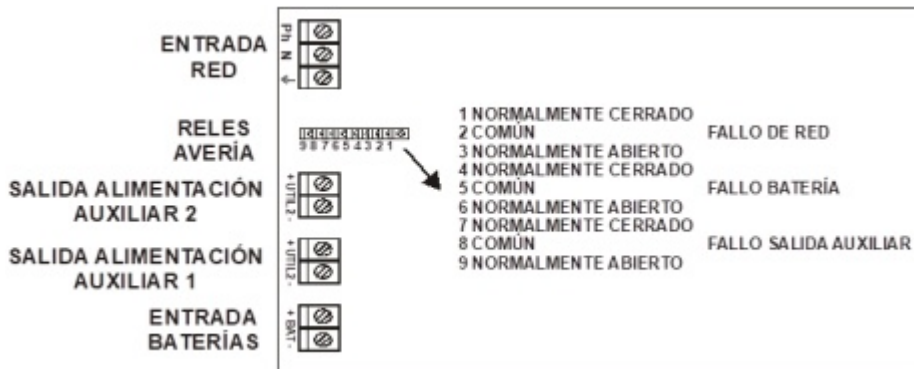 ENTRADA
RED
Ph N
RELES
AVERÍA
9 8 7 6 5 4 3 2 1
SALIDA ALIMENTACIÓN
AUXILIAR 2
+ UTIL2 -
SALIDA ALIMENTACIÓN
AUXILIAR 1
+ UTIL2 -
ENTRADA
BATERÍAS
+ BAT -
1 NORMALMENTE CERRADO
2 COMÚN FALLO DE RED
3 NORMALMENTE ABIERTO
4 NORMALMENTE CERRADO
5 COMÚN FALLO BATERÍA
6 NORMALMENTE ABIERTO
7 NORMALMENTE CERRADO
8 COMÚN FALLO SALIDA AUXILIAR
9 NORMALMENTE ABIERTO